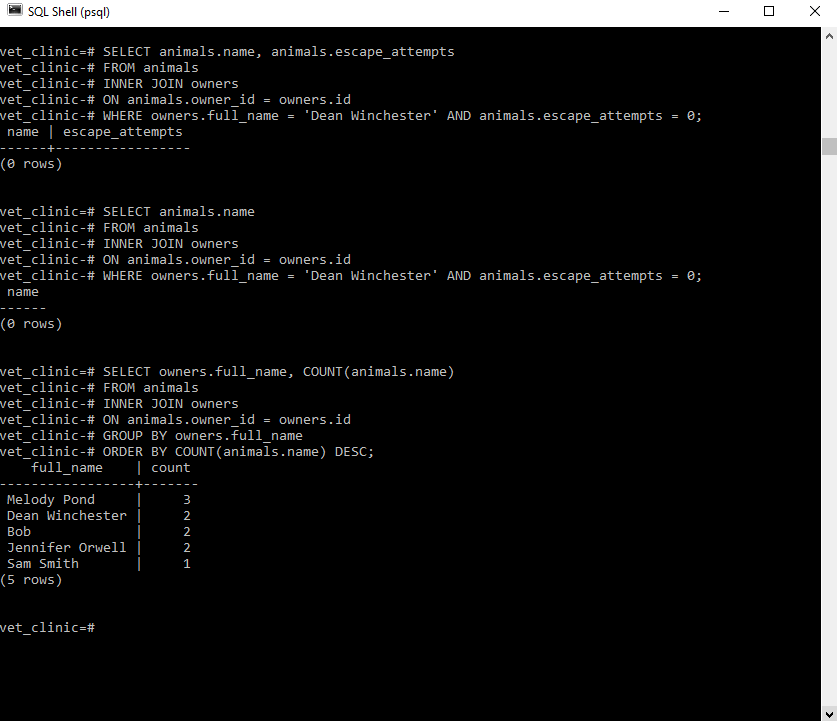 SQL Shell (psql)
vet_clinic=# SELECT animals.name, animals.escape_attempts
vet_clinic-# FROM animals
vet_clinic-# INNER JOIN owners
vet_clinic-# ON animals.owner_id = owners.id
vet_clinic-# WHERE owners.full_name = 'Dean Winchester' AND animals.escape_attempts = 0;
 name | escape_attempts
------+-----------------
(0 rows)
vet_clinic=# SELECT animals.name
vet_clinic-# FROM animals
vet_clinic-# INNER JOIN owners
vet_clinic-# ON animals.owner_id = owners.id
vet_clinic-# WHERE owners.full_name = 'Dean Winchester' AND animals.escape_attempts = 0;
 name
------
(0 rows)
vet_clinic=# SELECT owners.full_name, COUNT(animals.name)
vet_clinic-# FROM animals
vet_clinic-# INNER JOIN owners
vet_clinic-# ON animals.owner_id = owners.id
vet_clinic-# GROUP BY owners.full_name
vet_clinic-# ORDER BY COUNT(animals.name) DESC;
    full_name    | count
-----------------+-------
 Melody Pond     |     3
 Dean Winchester |     2
 Bob             |     2
 Jennifer Orwell |     2
 Sam Smith       |     1
(5 rows)
vet_clinic=#